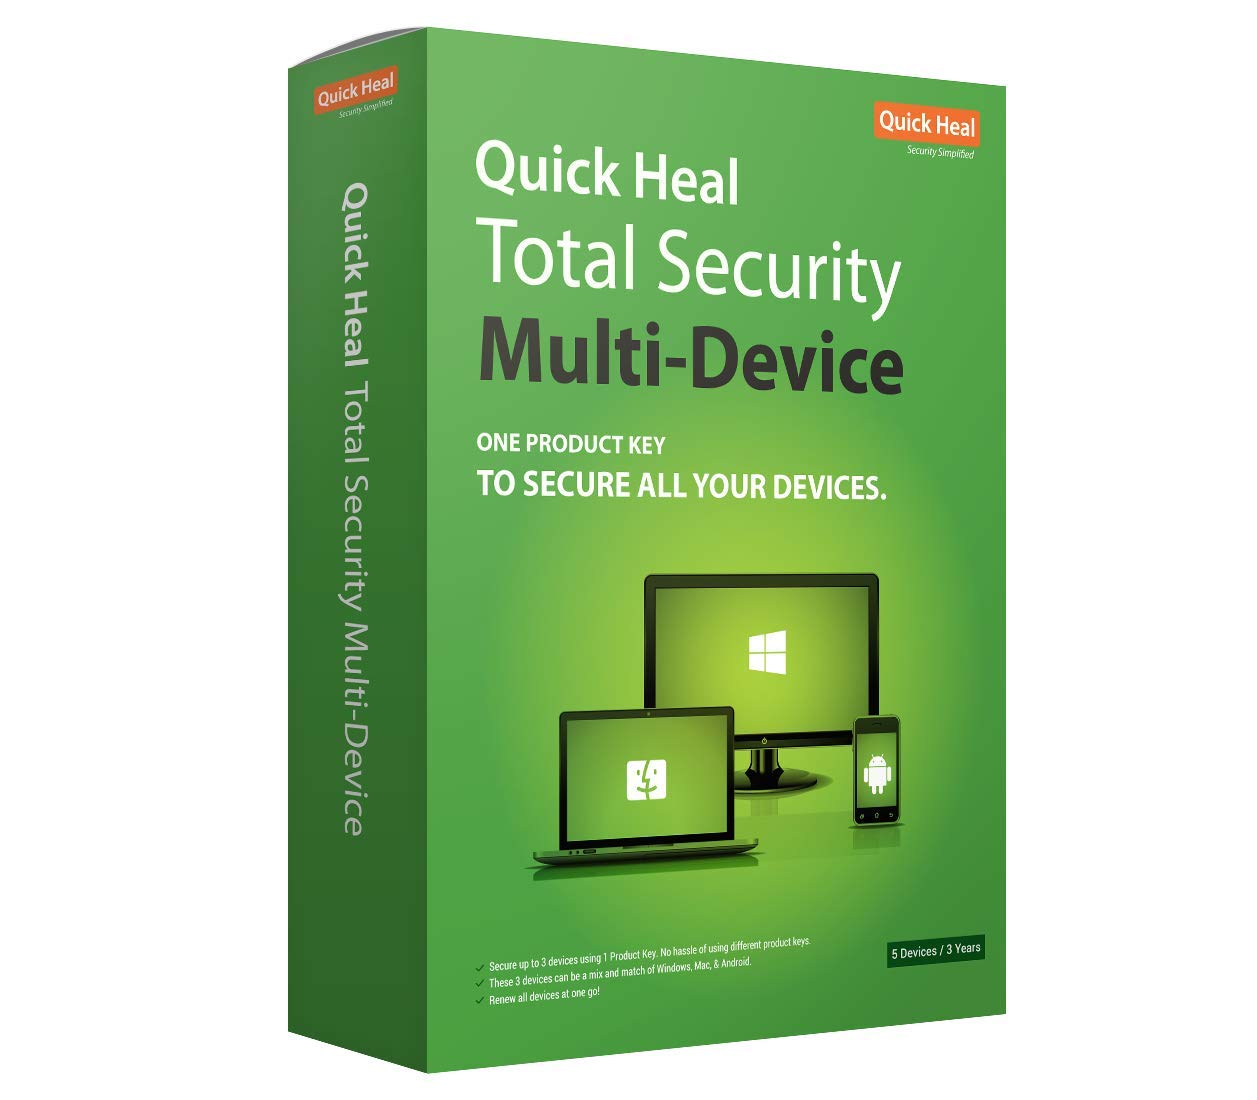 Quick Heal
Security Simplified
Quick Heal Total Security Multi-Device
Quick Heal
Security Simplified
Quick Heal
Total Security
Multi-Device
ONE PRODUCT KEY
TO SECURE ALL YOUR DEVICES.
Secure up to 3 devices using 1 Product Key. No hassle of using different product keys.
These 3 devices can be a mix and match of Windows, Mac, & Android.
Renew all devices at one go!
5 Devices / 3 Years